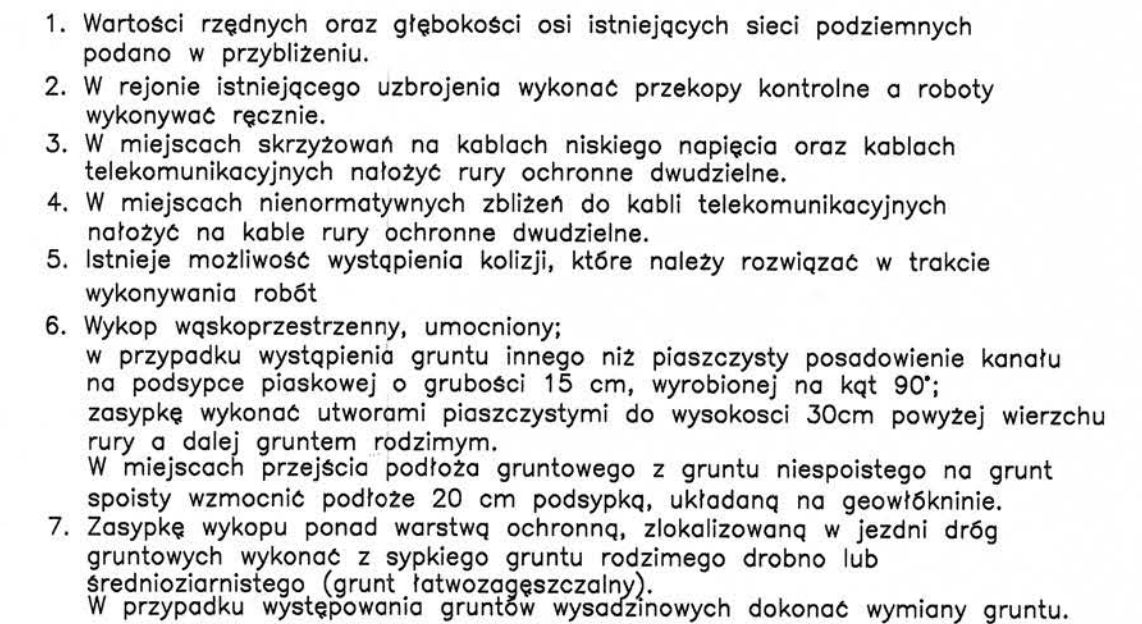 1. Wartości rzędnych oraz głębokości osi istniejących sieci podziemnych
podano w przybliżeniu.
2. W rejonie istniejącego uzbrojenia wykonać przekopy kontrolne a roboty
wykonywać ręcznie.
3. W miejscach skrzyżowań na kablach niskiego napięcia oraz kablach
telekomunikacyjnych nałożyć rury ochronne dwudzielne.
4. W miejscach nienormatywnych zbliżeń do kabli telekomunikacyjnych
nałożyć na kable rury ochronne dwudzielne.
5. Istnieje możliwość wystąpienia kolizji, które należy rozwiązać w trakcie
wykonywania robót
6. Wykop wąskoprzestrzenny, umocniony;
w przypadku wystąpienia gruntu innego niż piaszczysty posadowienie kanału
na podsypce piaskowej o grubości 15 cm, wyrobionej na kąt 90°;
zasypkę wykonać utworami piaszczystymi do wysokosci 30cm powyżej wierzchu
rury a dalej gruntem rodzimym.
W miejscach przejścia podłoża gruntowego z gruntu niespoistego na grunt
spoisty wzmocnić podłoże 20 cm podsypką, układaną na geowłókninie.
7. Zasypkę wykopu ponad warstwą ochronną, zlokalizowaną w jezdni dróg
gruntowych wykonać z sypkiego gruntu rodzimego drobno lub
średnioziarnistego (grunt łatwozagęszczalny).
W przypadku występowania gruntów wysadzinowych dokonać wymiany gruntu.